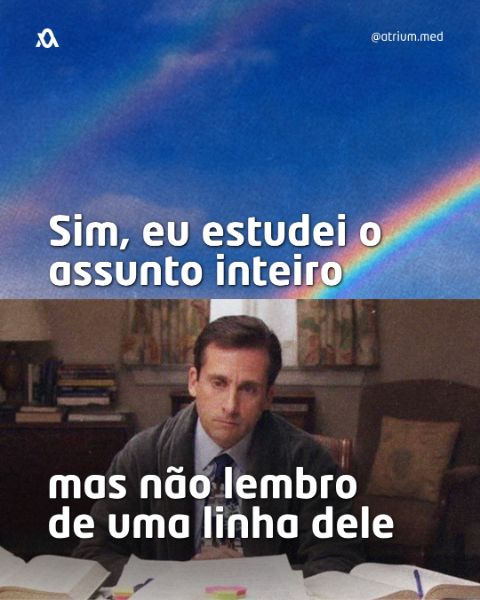 @atrium.med
Sim, eu estudei o
assunto inteiro
mas não lembro
de uma linha dele